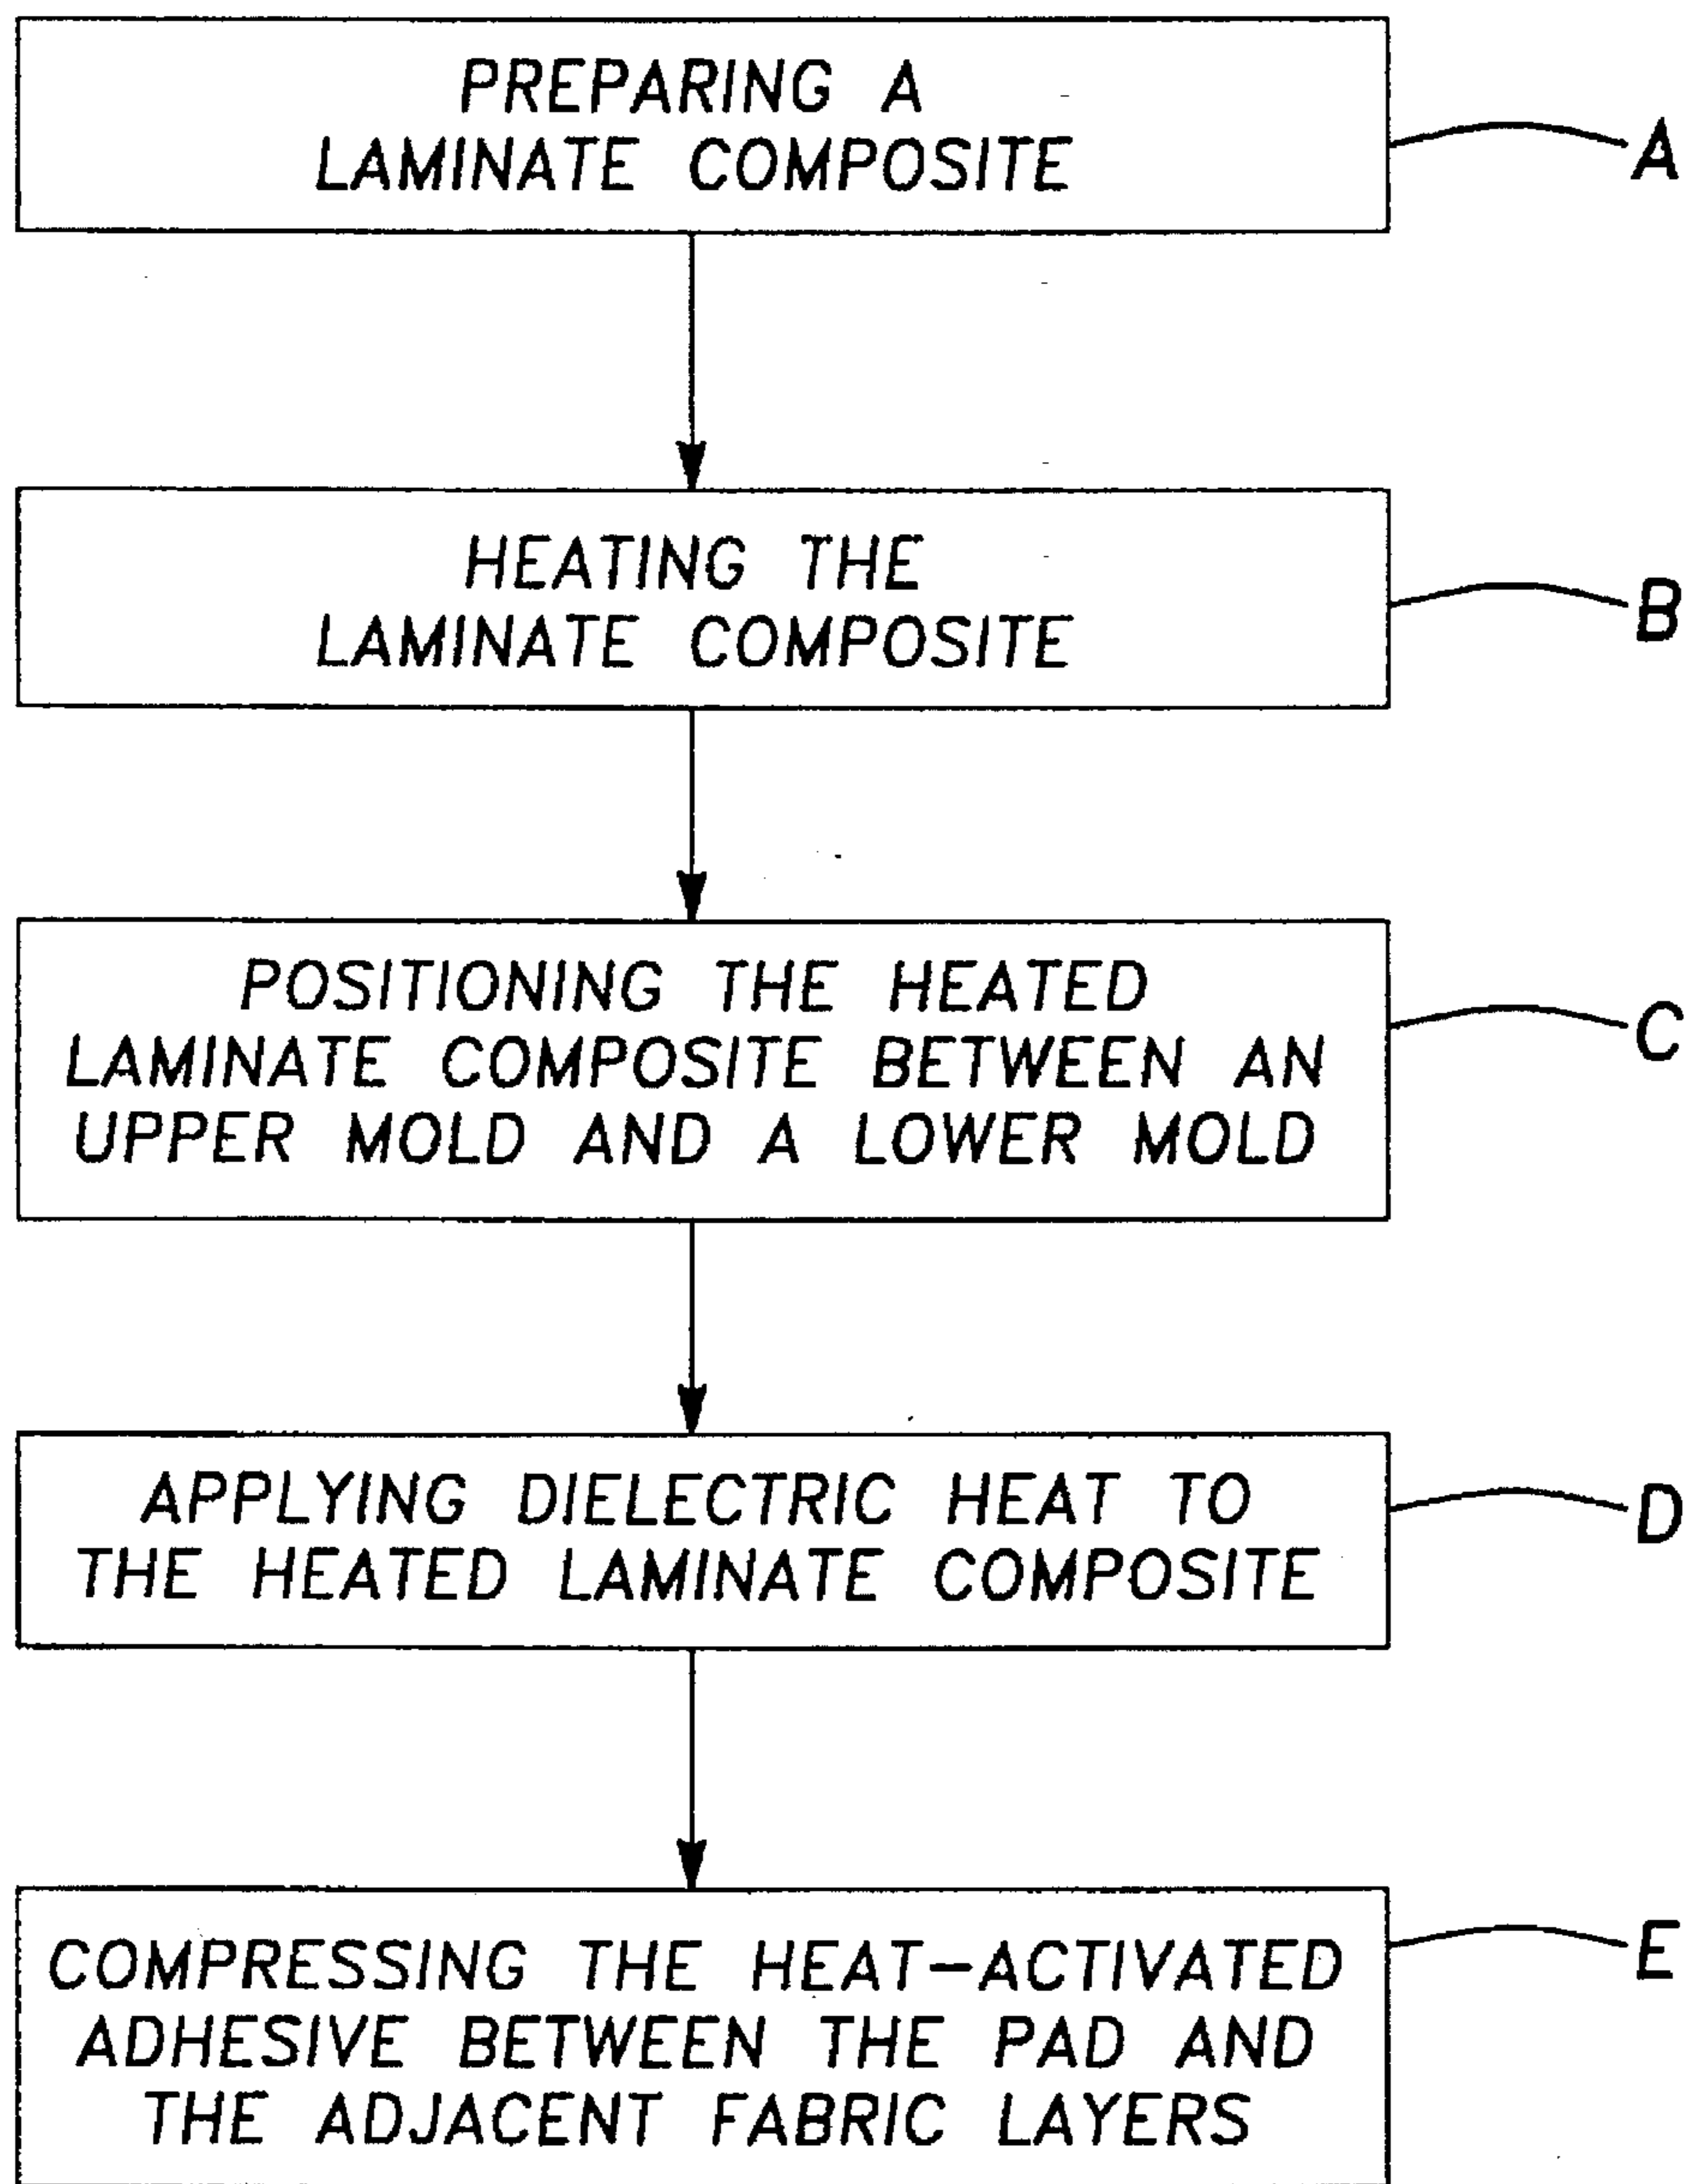 PREPARING A
LAMINATE COMPOSITE
A
HEATING THE
LAMINATE COMPOSITE
B
POSITIONING THE HEATED
LAMINATE COMPOSITE BETWEEN AN
UPPER MOLD AND A LOWER MOLD
C
APPLYING DIELECTRIC HEAT TO
THE HEATED LAMINATE COMPOSITE
D
COMPRESSING THE HEAT–ACTIVATED
ADHESIVE BETWEEN THE PAD AND
THE ADJACENT FABRIC LAYERS
E